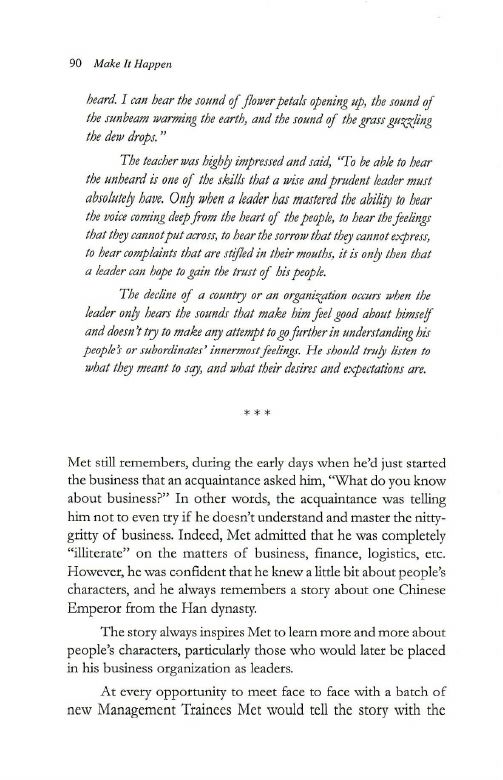 90 Make It Happen
heard. I can hear the sound of flower petals opening up, the sound of
the sunbeam warming the earth, and the sound of the grass guzzling
the dew drops."
The teacher was highly impressed and said, "To be able to hear
the unheard is one of the skills that a wise and prudent leader must
absolutely have. Only when a leader has mastered the ability to hear
the voice coming deep from the heart of the people, to hear the feelings
that they cannot put across, to hear the sorrow that they cannot express,
to hear complaints that are stifled in their mouths, it is only then that
a leader can hope to gain the trust of his people.
The decline of a country or an organization occurs when the
leader only hears the sounds that make him feel good about himself
and doesn't try to make any attempt to go further in understanding his
people's or subordinates' innermost feelings. He should truly listen to
what they meant to say, and what their desires and expectations are.
***
Met still remembers, during the early days when he'd just started
the business that an acquaintance asked him, "What do you know
about business?" In other words, the acquaintance was telling
him not to even try if he doesn't understand and master the nitty-
gritty of business. Indeed, Met admitted that he was completely
"illiterate" on the matters of business, finance, logistics, etc.
However, he was confident that he knew a little bit about people's
characters, and he always remembers a story about one Chinese
Emperor from the Han dynasty.
The story always inspires Met to learn more and more about
people's characters, particularly those who would later be placed
in his business organization as leaders.
At every opportunity to meet face to face with a batch of
new Management Trainees Met would tell the story with the